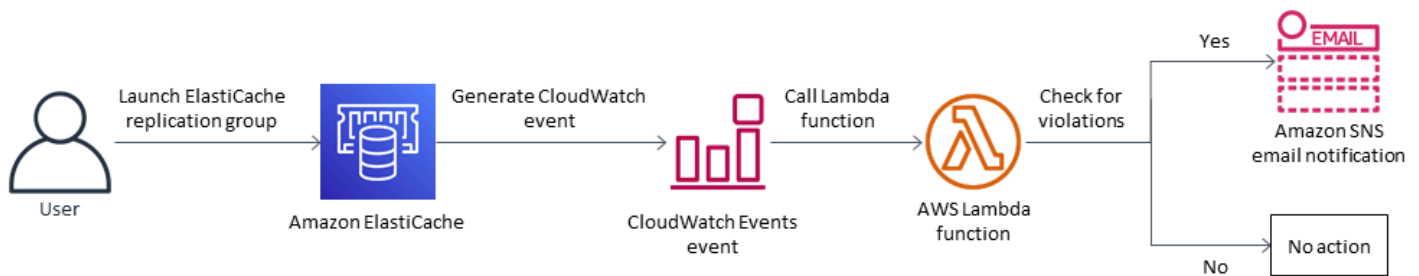 Launch ElastiCache
replication group
User
Amazon ElastiCache
Generate CloudWatch
event
CloudWatch Events
event
Call Lambda
function
AWS Lambda
function
Check for
violations
Yes
EMAIL
Amazon SNS
email notification
No
No action